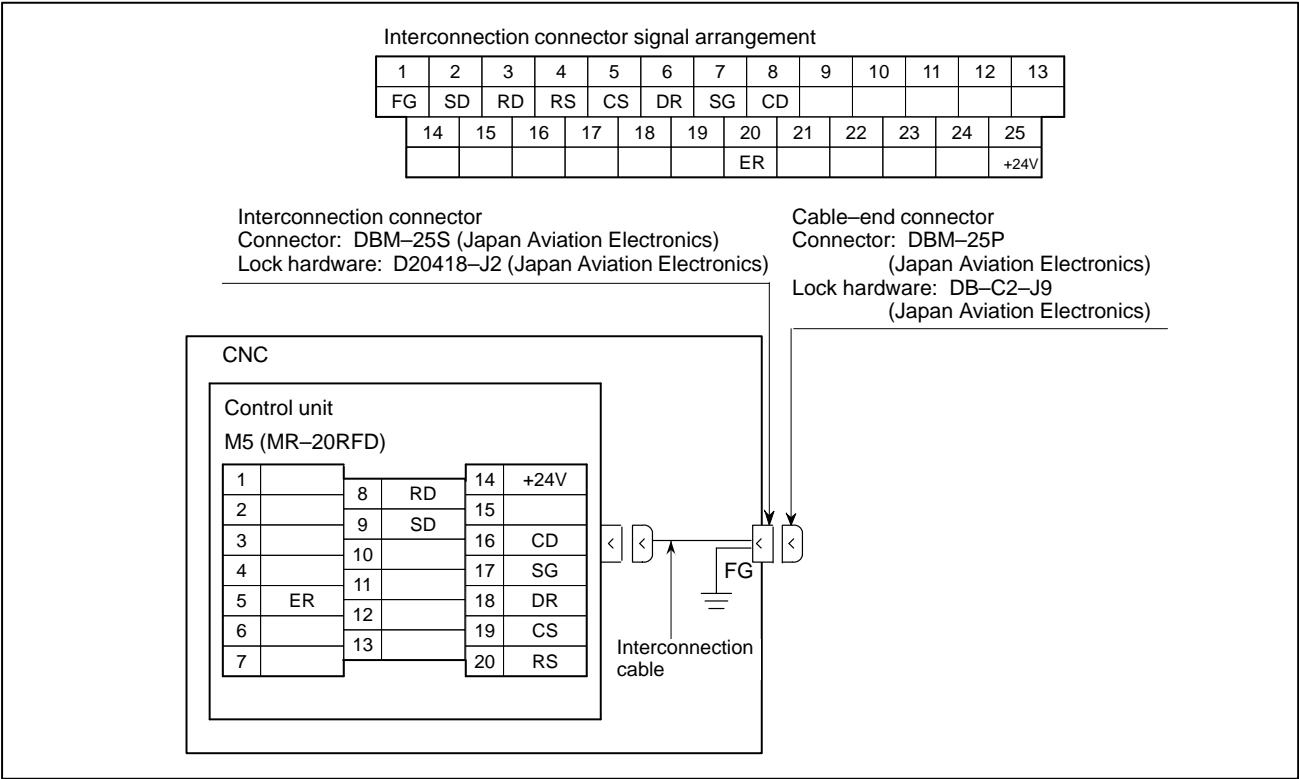 Interconnection connector signal arrangement
1 2 3 4 5 6 7 8 9 10 11 12 13
FG SD RD RS CS DR SG CD
14 15 16 17 18 19 20 21 22 23 24 25
ER +24V
Interconnection connector
Connector: DBM–25S (Japan Aviation Electronics)
Lock hardware: D20418–J2 (Japan Aviation Electronics)
Cable–end connector
Connector: DBM–25P
(Japan Aviation Electronics)
Lock hardware: DB–C2–J9
(Japan Aviation Electronics)
CNC
Control unit
M5 (MR–20RFD)
1
2
3
4
5 ER
6
7
8 RD
9 SD
10
11
12
13
14 +24V
15
16 CD
17 SG
18 DR
19 CS
20 RS
FG
Interconnection
cable